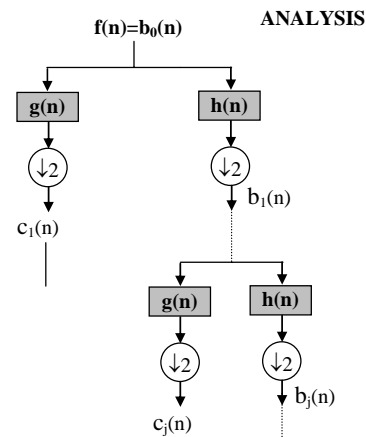 ANALYSIS
f(n)=b₀(n)
g(n) h(n)
↓2 ↓2
b₁(n)
c₁(n)
g(n) h(n)
↓2 ↓2
bⱼ(n)
cⱼ(n)